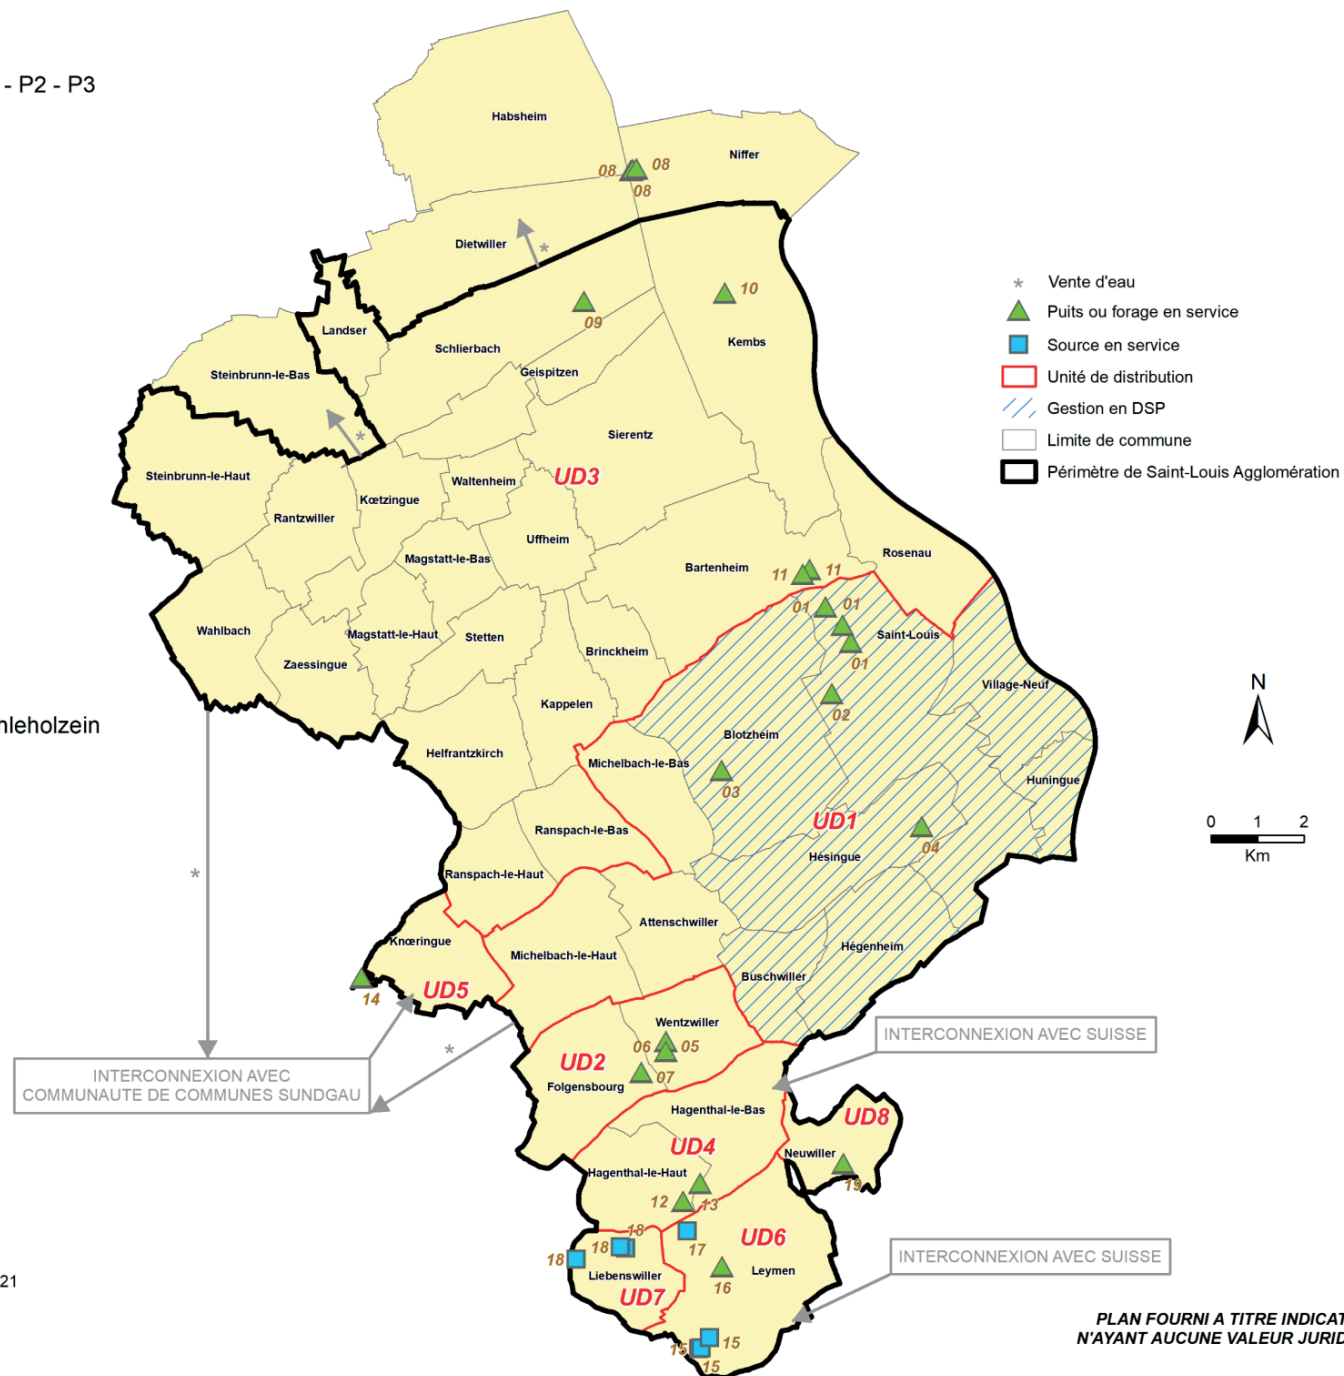 - P2 - P3
Habsheim
Niffer
08
08
08
Dietwiller
*
Vente d'eau
*
Puits ou forage en service
Source en service
Unité de distribution
Gestion en DSP
Limite de commune
Périmètre de Saint-Louis Agglomération
10
09
Landser
Schlierbach
Kembs
Geispitzen
Steinbrunn-le-Bas
*
Sierentz
Steinbrunn-le-Haut
UD3
Waltenheim
Kœtzingue
Rantzwiller
Uffheim
Magstatt-le-Bas
Bartenheim
Rosenau
11
11
01
01
Saint-Louis
01
Wahlbach
Magstatt-le-Haut
Stetten
Brinckheim
Zaessingue
Village-Neuf
N
Kappelen
02
nleholzein
Blotzheim
Helfrantzkirch
Michelbach-le-Bas
Huningue
03
UD1
0 1 2
Km
Ranspach-le-Bas
04
Hésingue
Ranspach-le-Haut
*
Attenschwiller
Knœringue
Michelbach-le-Haut
Hégenheim
Buschwiller
UD5
14
Wentzwiller
INTERCONNEXION AVEC SUISSE
06
05
*
UD2
07
INTERCONNEXION AVEC
COMMUNAUTE DE COMMUNES SUNDGAU
Folgensbourg
Hagenthal-le-Bas
UD8
UD4
Neuwiller
Hagenthal-le-Haut
19
12
13
18
18
17
UD6
18
INTERCONNEXION AVEC SUISSE
Liebenswiller
Leymen
16
UD7
21
PLAN FOURNI A TITRE INDICAT
N'AYANT AUCUNE VALEUR JURID
15
15
15